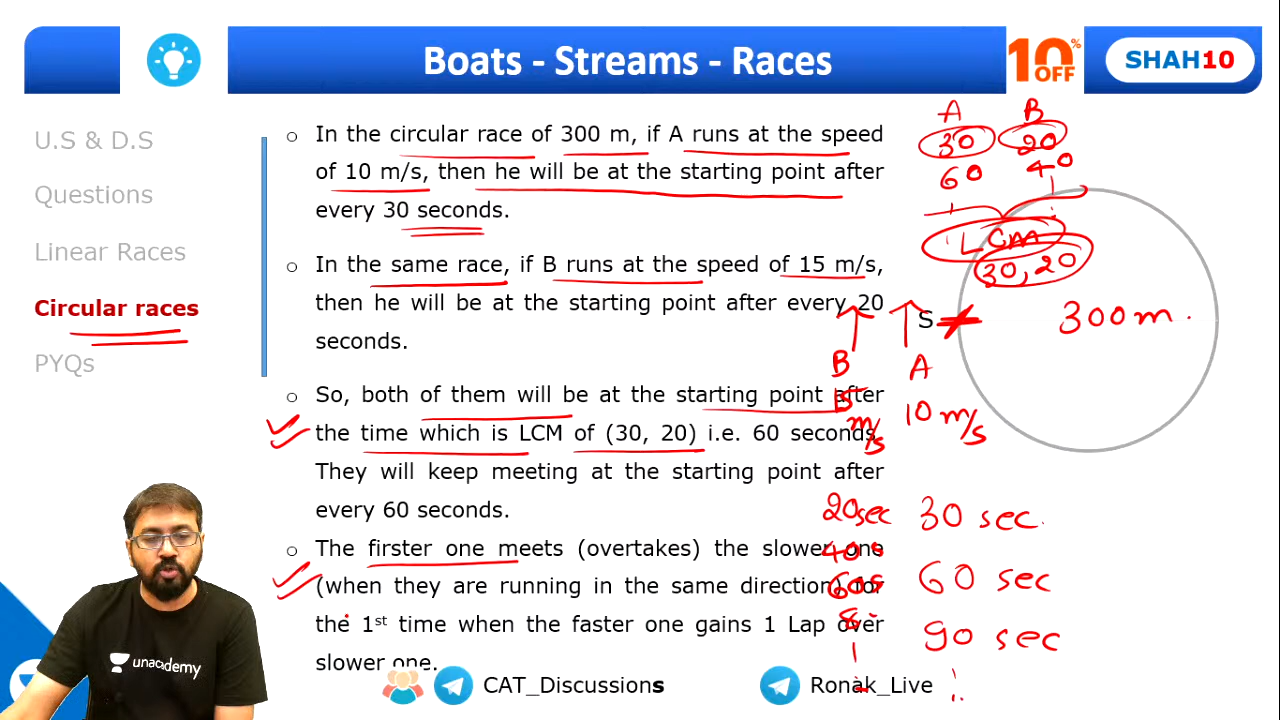 Boats - Streams - Races
10% OFF
SHAH10
U.S & D.S
Questions
Linear Races
Circular races
PYQs
o In the circular race of 300 m, if A runs at the speed
of 10 m/s, then he will be at the starting point after
every 30 seconds.
o In the same race, if B runs at the speed of 15 m/s,
then he will be at the starting point after every 20
seconds.
o So, both of them will be at the starting point after
the time which is LCM of (30, 20) i.e. 60 seconds.
They will keep meeting at the starting point after
every 60 seconds.
o The firster one meets (overtakes) the slower one
(when they are running in the same direction) for
the 1st time when the faster one gains 1 Lap over
slower one.
A B
30 20
60 40
LCM
30, 20
S
300 m.
B A
15 m/s 10 m/s
20sec 30 sec.
40s
60s 60 sec
8
90 sec
unacademy
CAT_Discussions
Ronak_Live